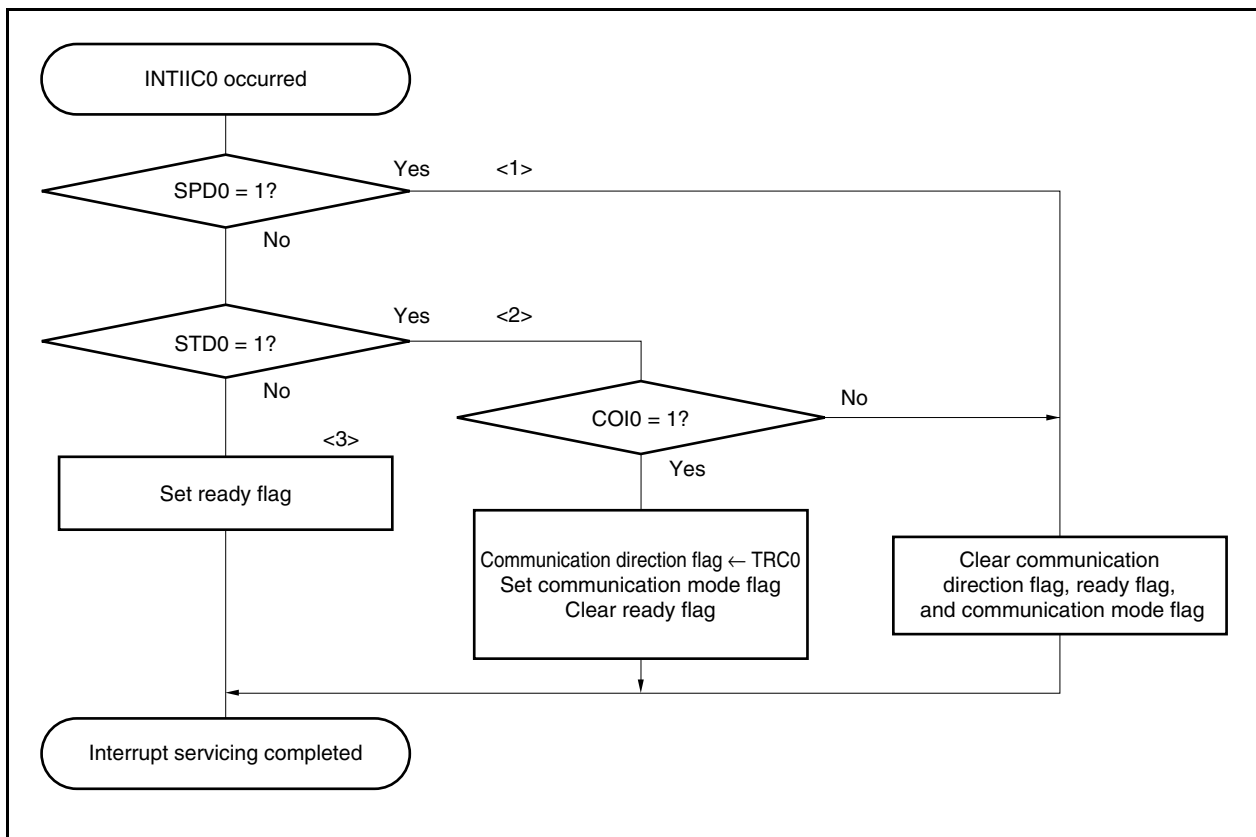 INTIIC0 occurred
Yes
<1>
SPD0 = 1?
No
Yes
<2>
STD0 = 1?
No
COI0 = 1?
No
<3>
Yes
Set ready flag
Communication direction flag ← TRC0
Set communication mode flag
Clear ready flag
Clear communication
direction flag, ready flag,
and communication mode flag
Interrupt servicing completed